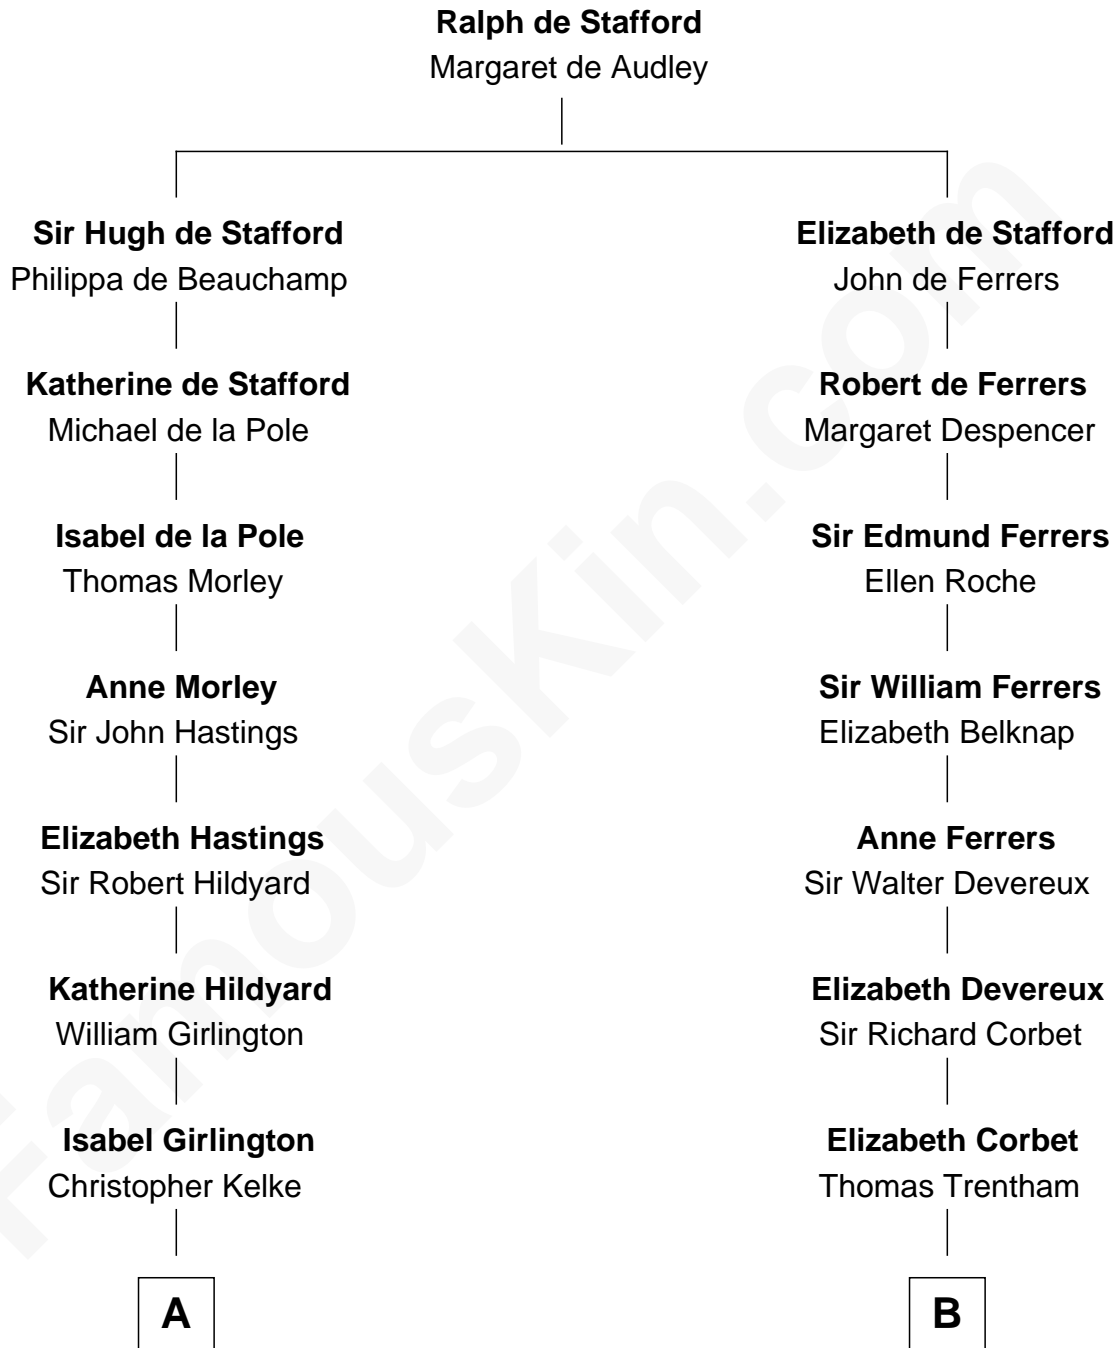 Ralph de Stafford
Margaret de Audley
Sir Hugh de Stafford
Philippa de Beauchamp
Katherine de Stafford
Michael de la Pole
Isabel de la Pole
Thomas Morley
Anne Morley
Sir John Hastings
Elizabeth Hastings
Sir Robert Hildyard
Katherine Hildyard
William Girlington
Isabel Girlington
Christopher Kelke
A
Elizabeth de Stafford
John de Ferrers
Robert de Ferrers
Margaret Despencer
Sir Edmund Ferrers
Ellen Roche
Sir William Ferrers
Elizabeth Belknap
Anne Ferrers
Sir Walter Devereux
Elizabeth Devereux
Sir Richard Corbet
Elizabeth Corbet
Thomas Trentham
B
FamousKin.com